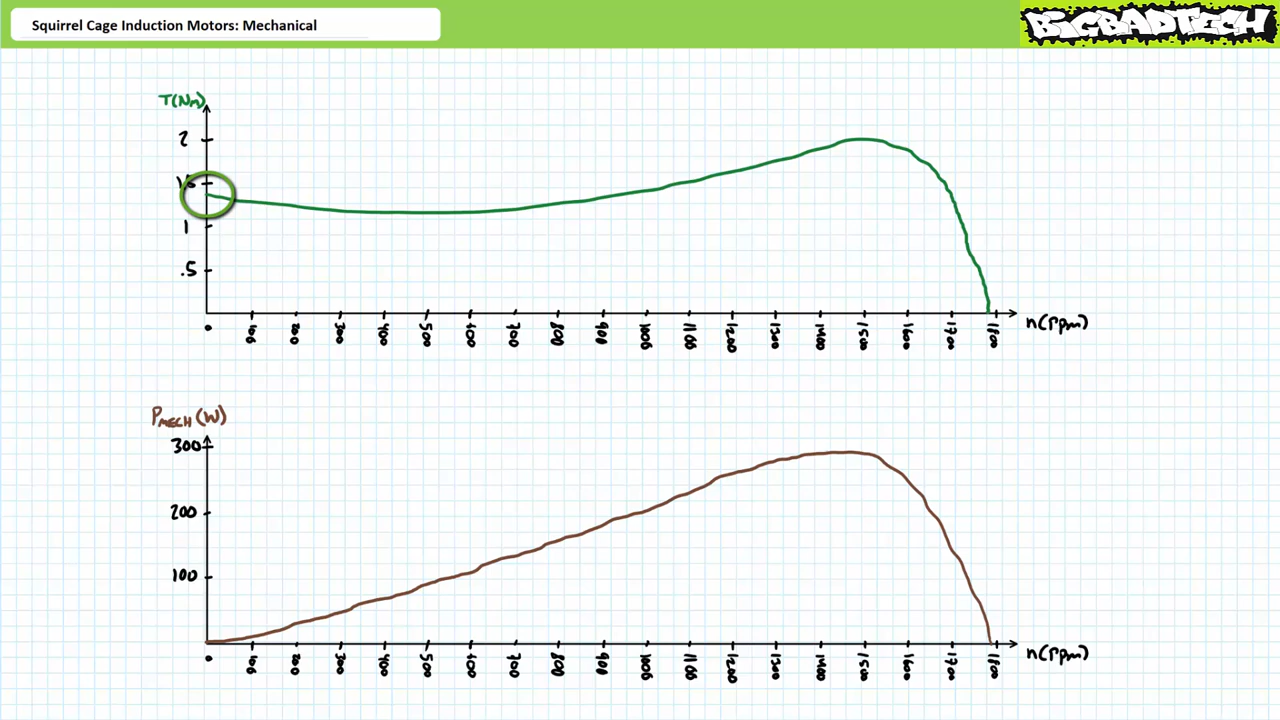 Squirrel Cage Induction Motors: Mechanical
BIGBADTECH
T(Nm)
2
1
.5
0 100 200 300 400 500 600 700 800 900 1000 1100 1200 1300 1400 1500 1600 1700 1800
n(rpm)
PMECH (W)
300
200
100
0 100 200 300 400 500 600 700 800 900 1000 1100 1200 1300 1400 1500 1600 1700 1800
n(rpm)